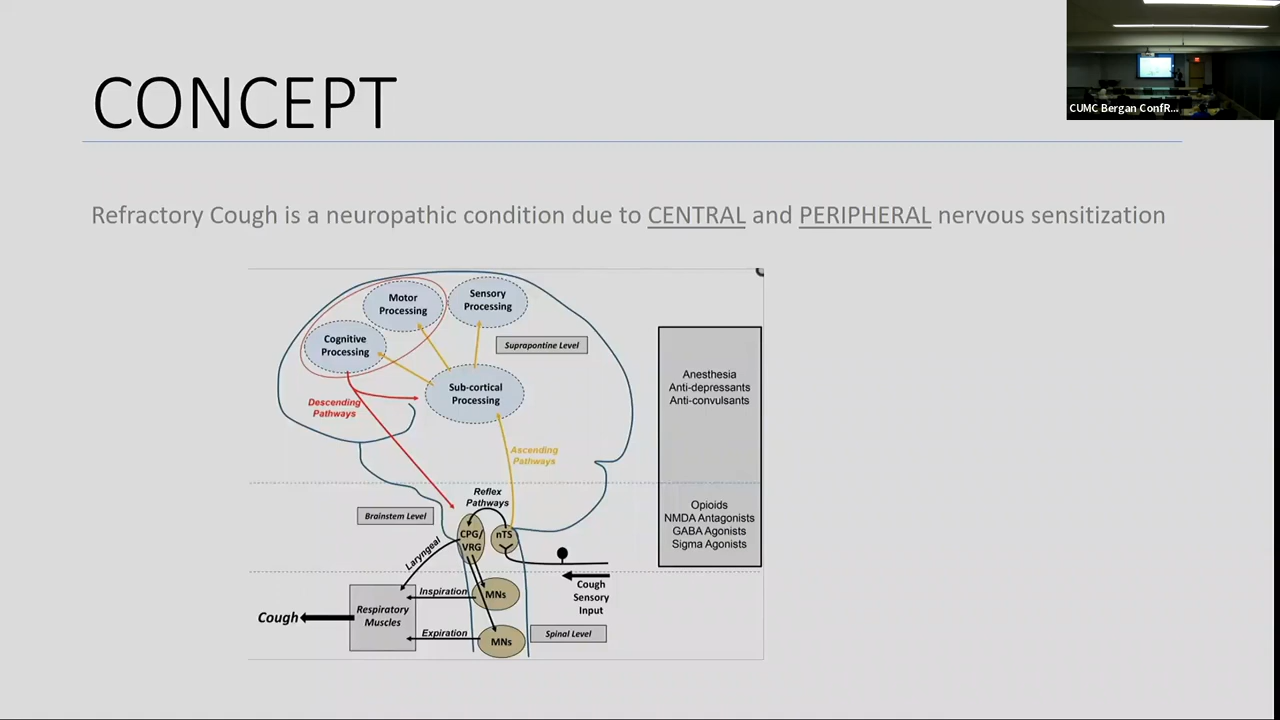 CONCEPT
CUMC Bergan ConfR...
Refractory Cough is a neuropathic condition due to CENTRAL and PERIPHERAL nervous sensitization
Motor
Processing
Sensory
Processing
Cognitive
Processing
Suprapontine Level
Sub-cortical
Processing
Descending
Pathways
Ascending
Pathways
Anesthesia
Anti-depressants
Anti-convulsants
Reflex
Pathways
Brainstem Level
CPG/
VRG
nTS
Opioids
NMDA Antagonists
GABA Agonists
Sigma Agonists
Laryngeal
Cough
Sensory
Input
Inspiration
MNs
Cough
Respiratory
Muscles
Expiration
MNs
Spinal Level